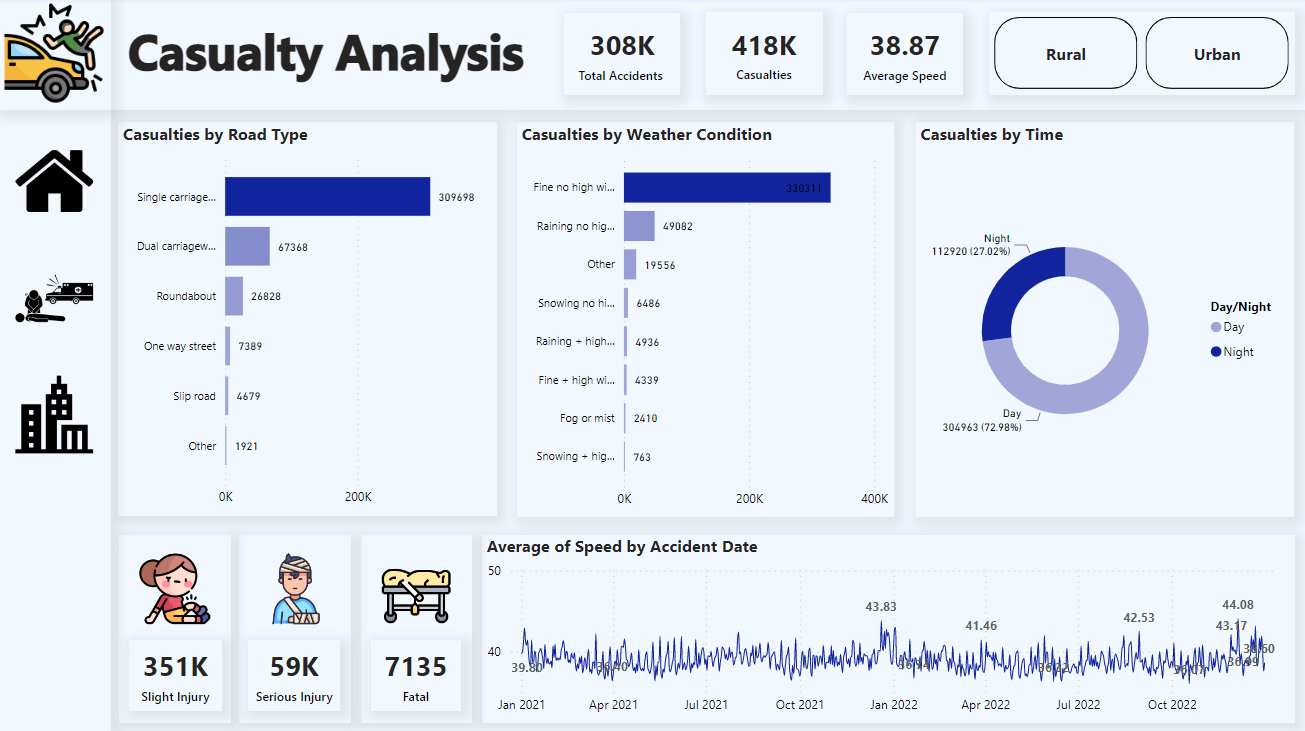 Casualty Analysis
308K
Total Accidents
418K
Casualties
38.87
Average Speed
Rural
Urban
Casualties by Road Type
Single carriage...
309698
Dual carriagew...
67368
Roundabout
26828
One way street
7389
Slip road
4679
Other
1921
0K
200K
Casualties by Weather Condition
Fine no high wi...
330311
Raining no hig...
49082
Other
19556
Snowing no hi...
6486
Raining + high...
4936
Fine + high wi...
4339
Fog or mist
2410
Snowing + hig...
763
0K
200K
400K
Casualties by Time
Night
112920 (27.02%)
Day
304963 (72.98%)
Day/Night
Day
Night
351K
Slight Injury
59K
Serious Injury
7135
Fatal
Average of Speed by Accident Date
50
40
43.83
41.46
42.53
44.08
43.17
39.80
36.40
36.07
36.99
Jan 2021
Apr 2021
Jul 2021
Oct 2021
Jan 2022
Apr 2022
Jul 2022
Oct 2022